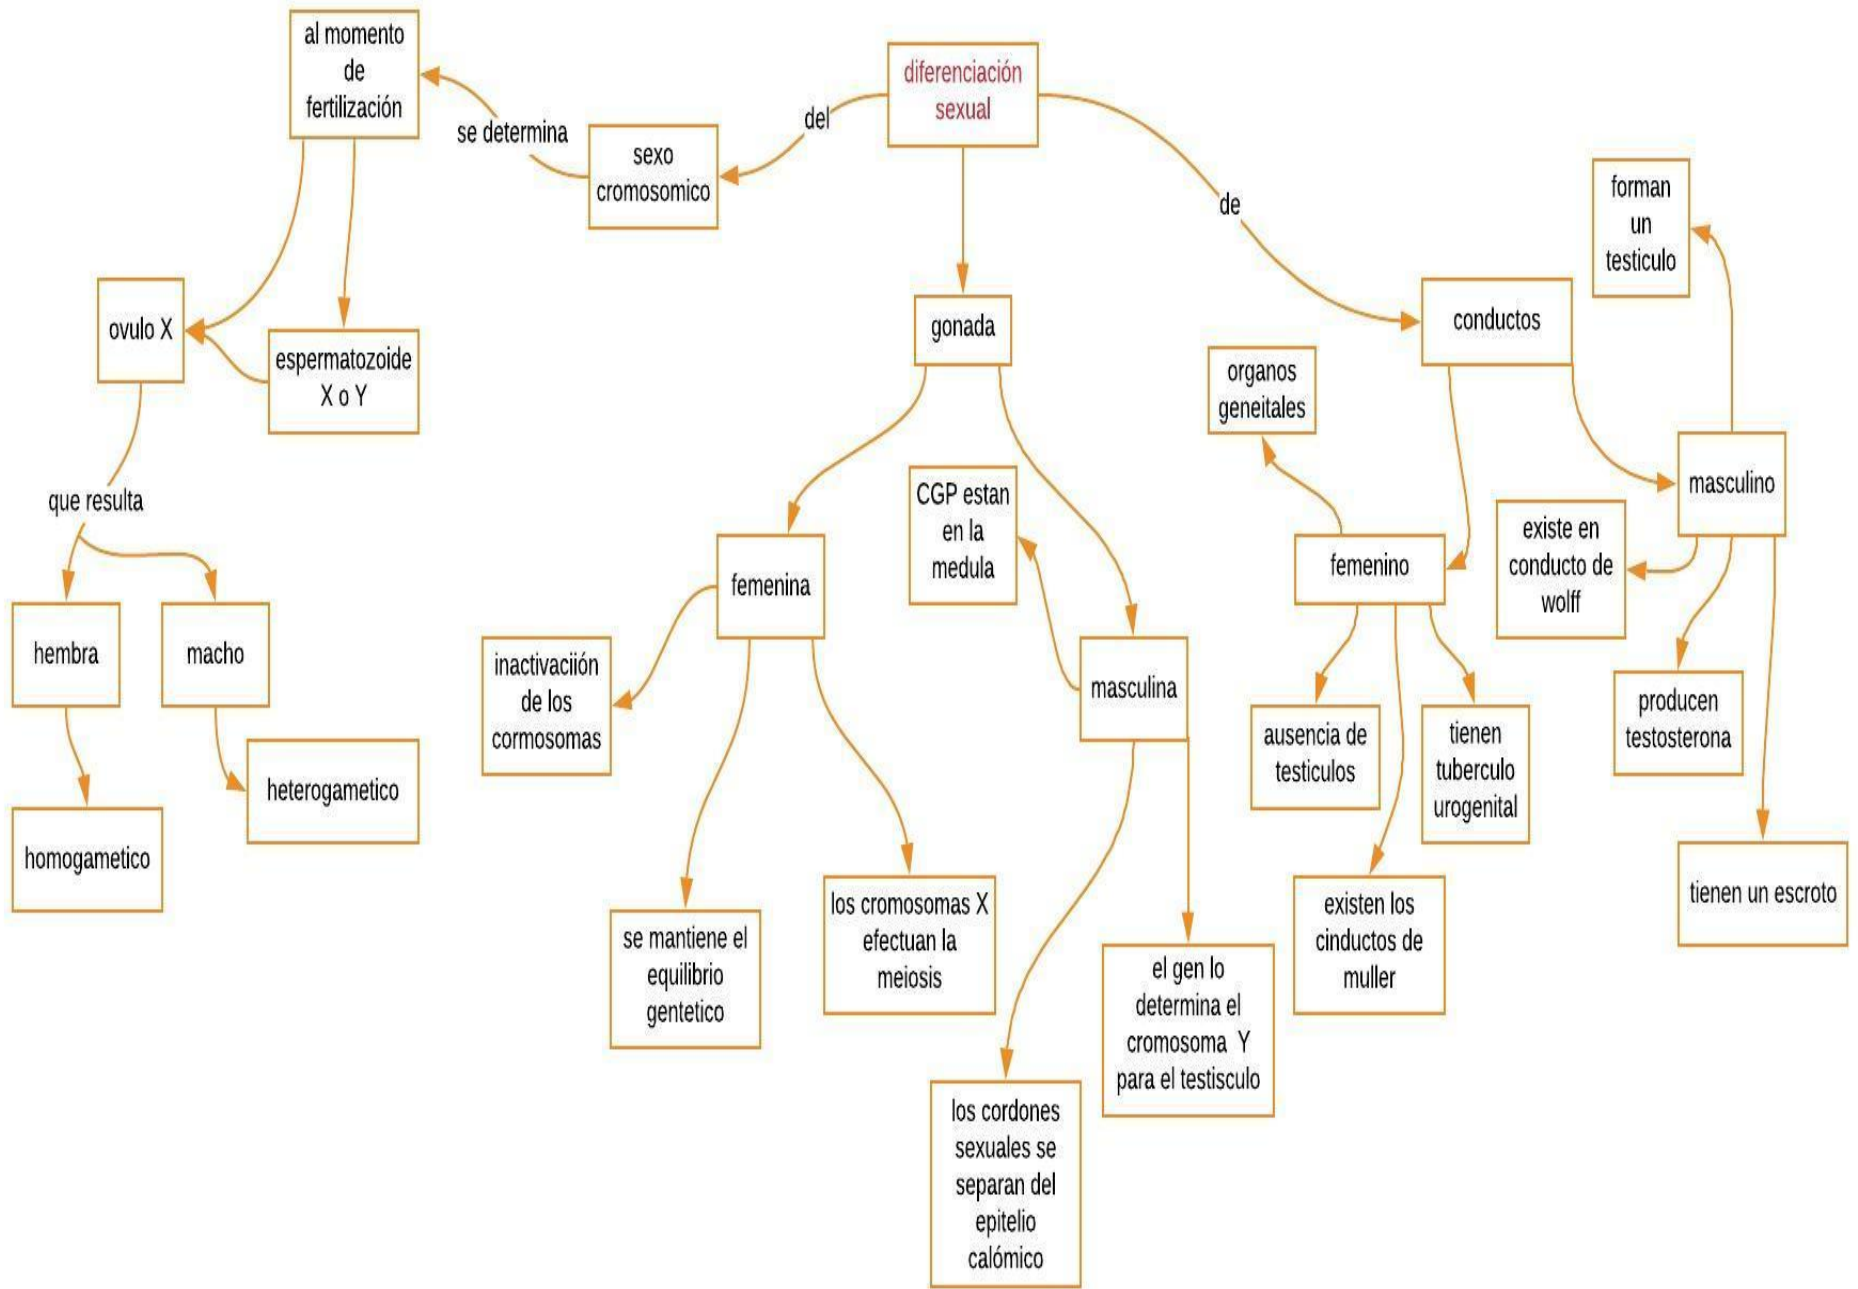 diferenciación
sexual
del
sexo
cromosomico
se determina
al momento
de
fertilización
ovulo X
espermatozoide
X o Y
que resulta
hembra
macho
homogametico
heterogametico
gonada
femenina
inactivaciión
de los
cormosomas
se mantiene el
equilibrio
gentetico
los cromosomas X
efectuan la
meiosis
masculina
CGP estan
en la
medula
los cordones
sexuales se
separan del
epitelio
calómico
el gen lo
determina el
cromosoma Y
para el testisculo
de
conductos
femenino
organos
geneitales
ausencia de
testiculos
existen los
cinductos de
muller
tienen
tuberculo
urogenital
masculino
forman
un
testiculo
existe en
conducto de
wolff
producen
testosterona
tienen un escroto